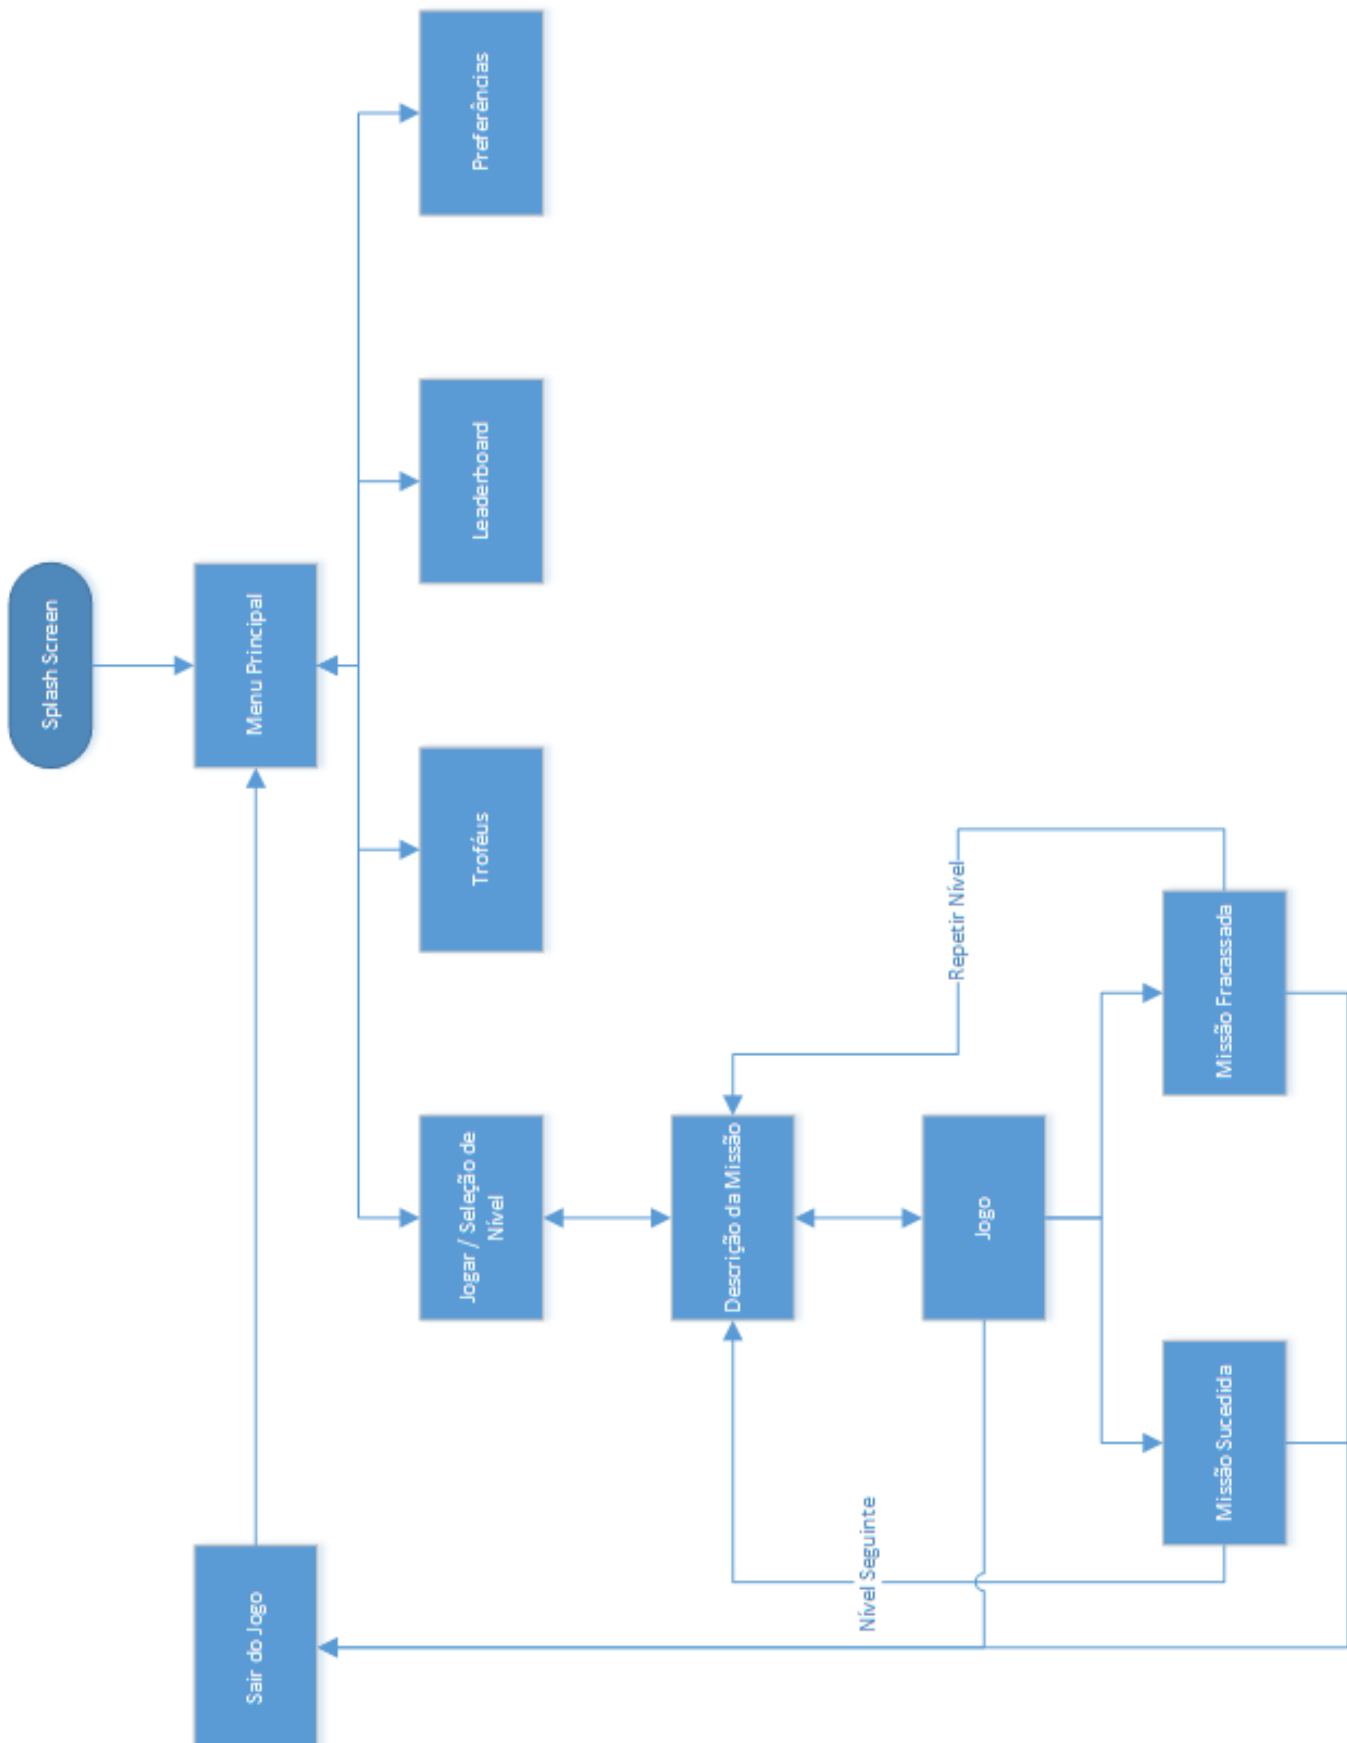 Splash Screen
Menu Principal
Sair do Jogo
Jogar / Seleção de
Nível
Troféus
Leaderboard
Preferências
Descrição da Missão
Repetir Nível
Nível Seguinte
Jogo
Missão Sucedida
Missão Fracassada